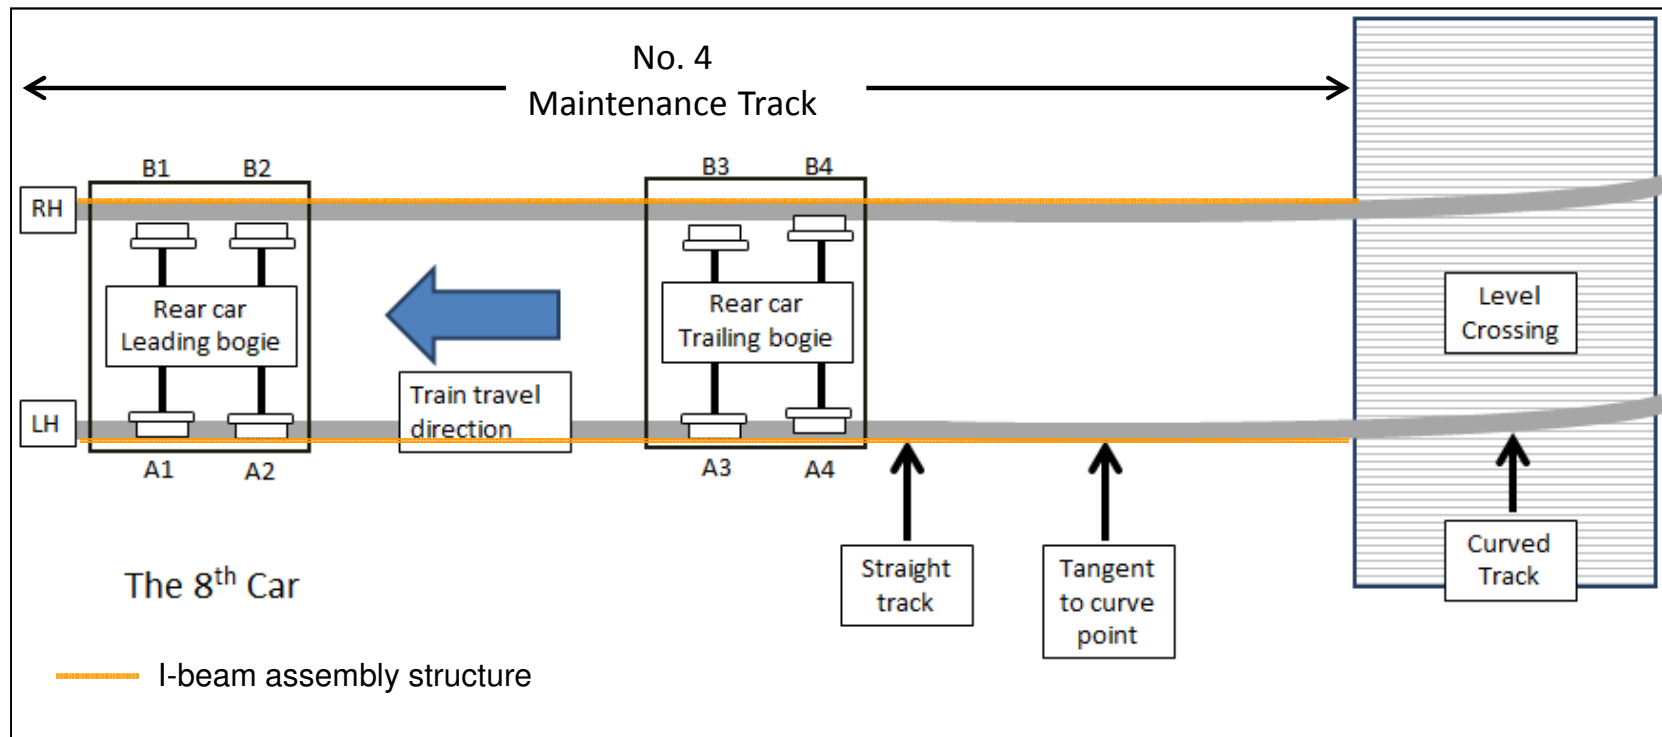 No. 4
Maintenance Track
B1 B2 B3 B4
RH
Rear car
Leading bogie
Rear car
Trailing bogie
Level
Crossing
Train travel
direction
LH
A1 A2 A3 A4
Straight
track
Tangent
to curve
point
Curved
Track
The 8th Car
I-beam assembly structure